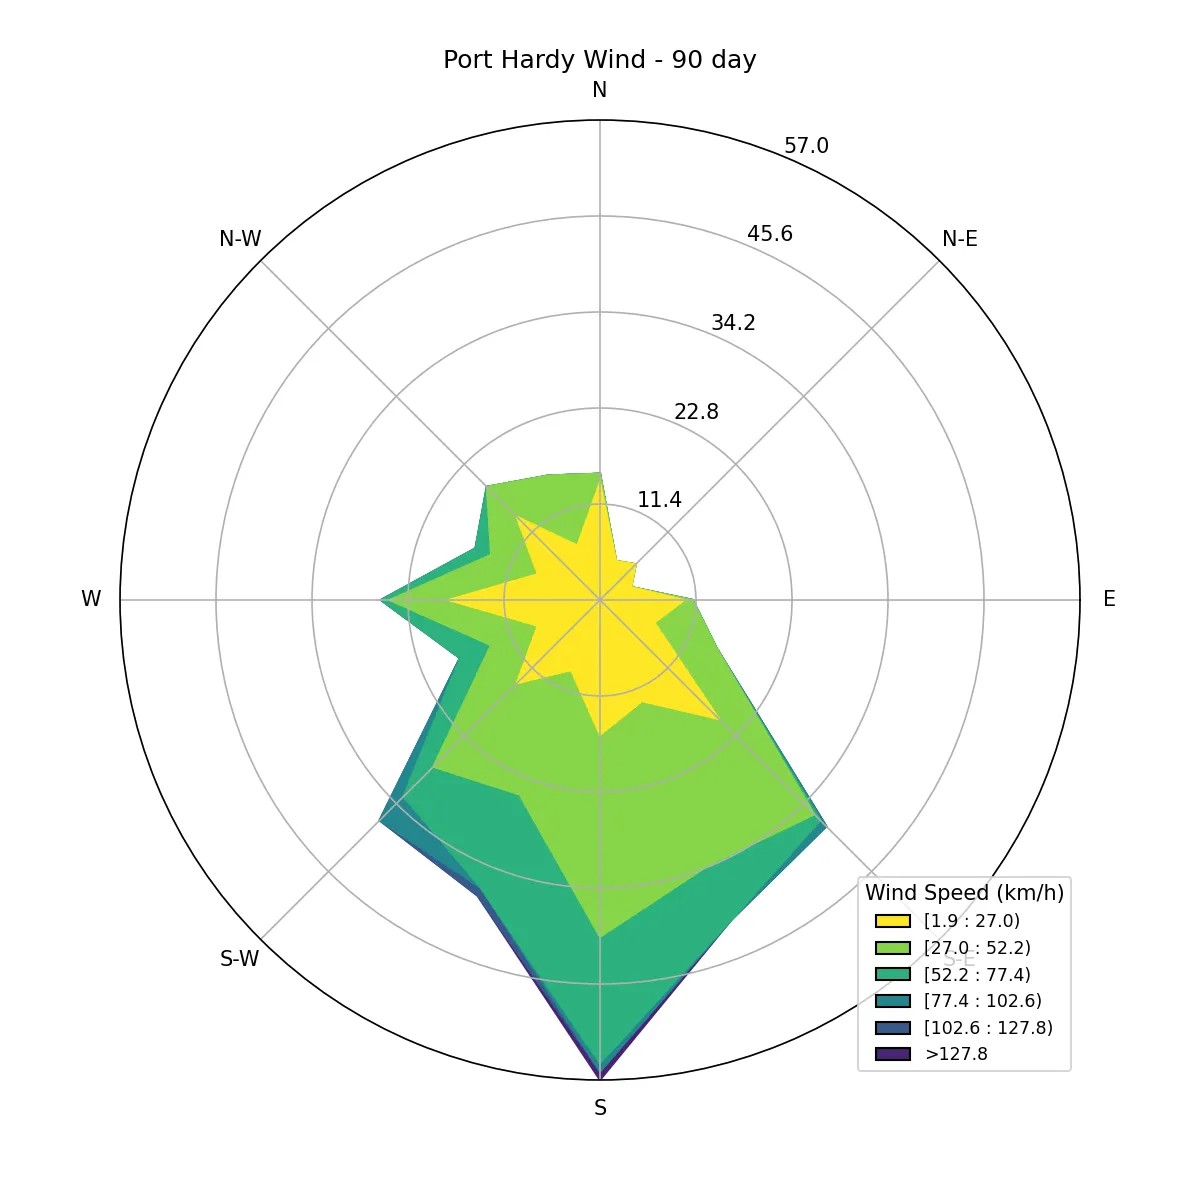 Port Hardy Wind - 90 day
N
57.0
N-W
45.6
N-E
34.2
22.8
11.4
W
E
S-W
S-E
S
Wind Speed (km/h)
[1.9 : 27.0)
[27.0 : 52.2)
[52.2 : 77.4)
[77.4 : 102.6)
[102.6 : 127.8)
>127.8